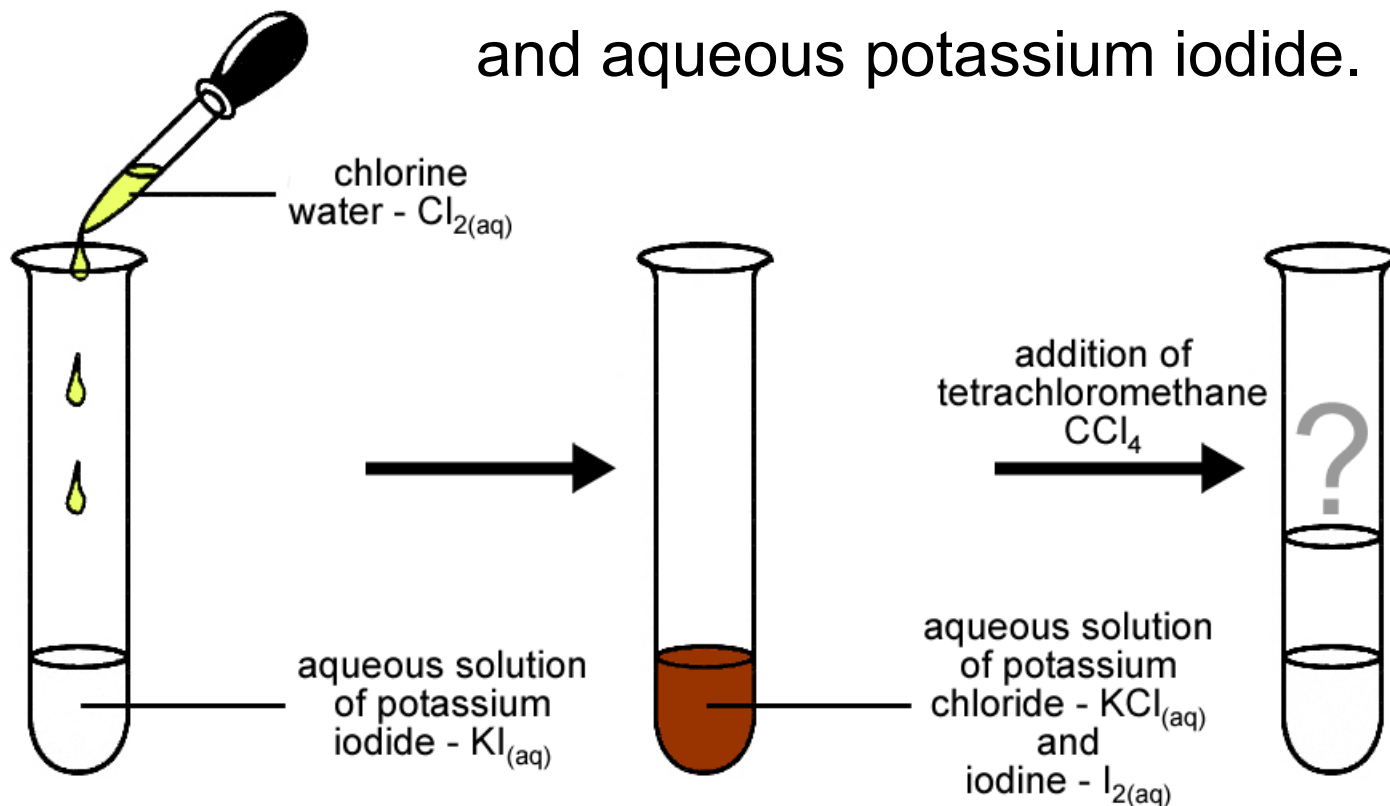 and aqueous potassium iodide.
chlorine
water - Cl2(aq)
addition of
tetrachloromethane
CCl4
?
aqueous solution
of potassium
iodide - KI(aq)
aqueous solution
of potassium
chloride - KCl(aq)
and
iodine - I2(aq)